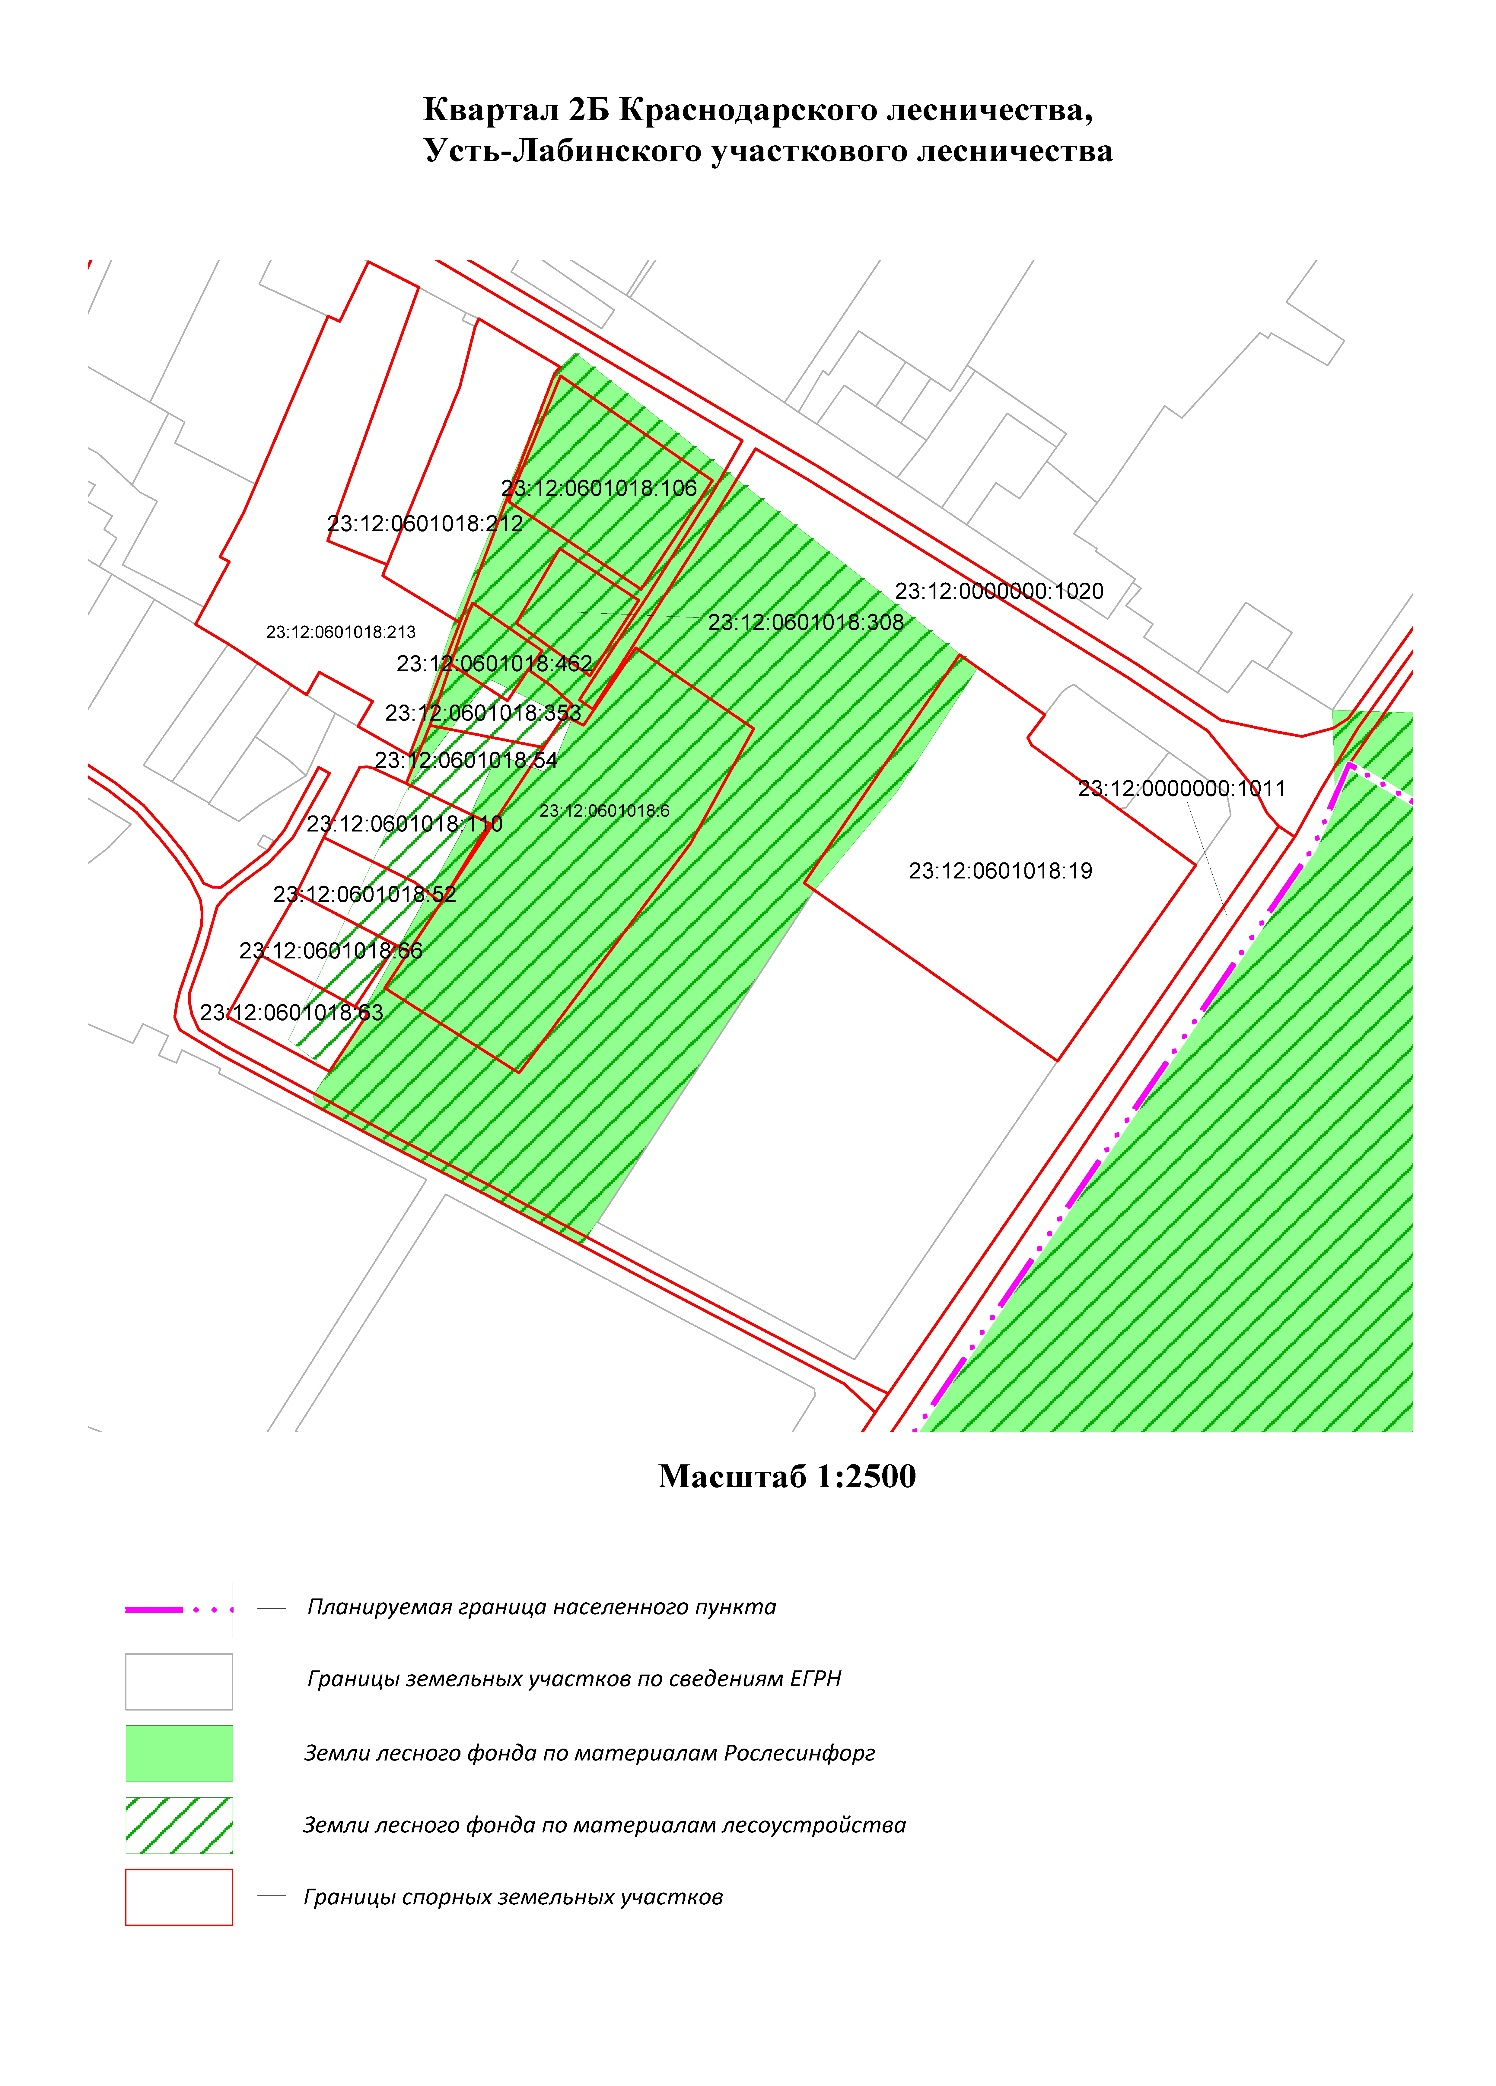 Квартал 2Б Краснодарского лесничества,
Усть-Лабинского участкового лесничества
23:12:0601018:106
23:12:0601018:212
23:12:0000000:1020
23:12:0601018:308
23:12:0601018:213
23:12:0601018:462
23:12:0601018:353
23:12:0601018:54
23:12:0000000:1011
23:12:0601018:6
23:12:0601018:110
23:12:0601018:19
23:12:0601018:52
23:12:0601018:66
23:12:0601018:63
Масштаб 1:2500
Планируемая граница населенного пункта
Границы земельных участков по сведениям ЕГРН
Земли лесного фонда по материалам Рослесинфорг
Земли лесного фонда по материалам лесоустройства
Границы спорных земельных участков